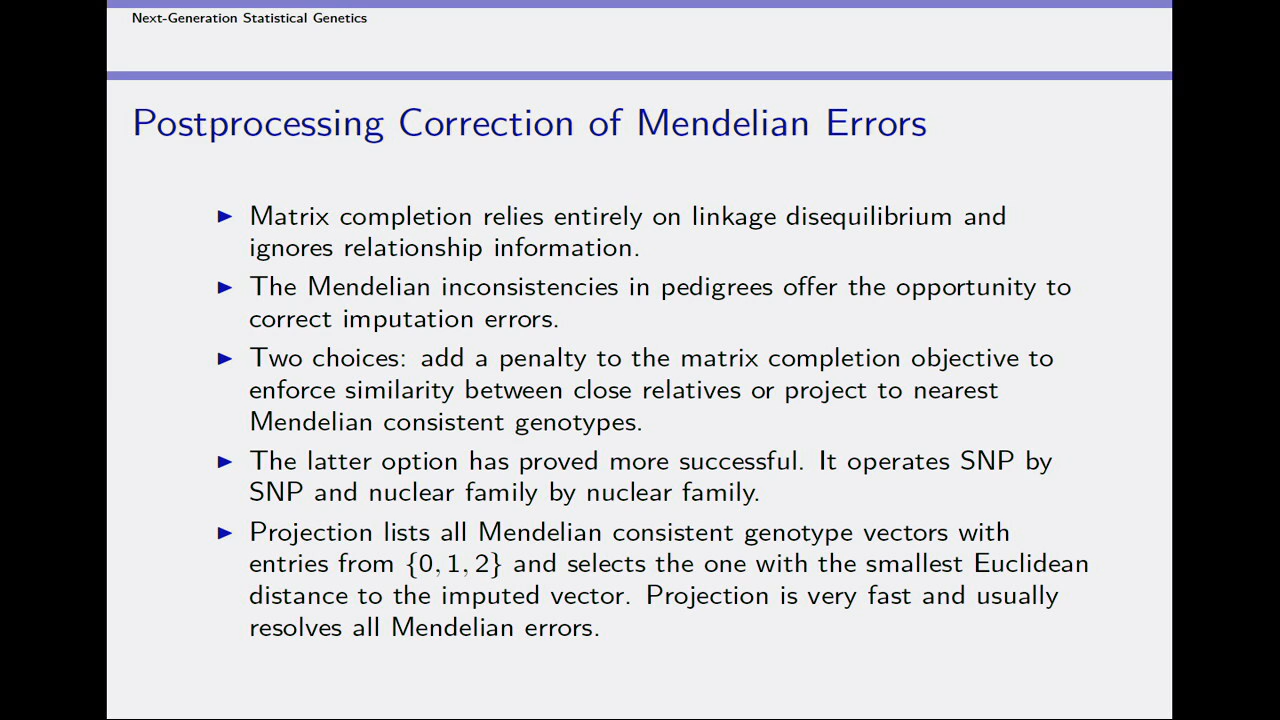 Next-Generation Statistical Genetics
Postprocessing Correction of Mendelian Errors
▶ Matrix completion relies entirely on linkage disequilibrium and
ignores relationship information.
▶ The Mendelian inconsistencies in pedigrees offer the opportunity to
correct imputation errors.
▶ Two choices: add a penalty to the matrix completion objective to
enforce similarity between close relatives or project to nearest
Mendelian consistent genotypes.
▶ The latter option has proved more successful. It operates SNP by
SNP and nuclear family by nuclear family.
▶ Projection lists all Mendelian consistent genotype vectors with
entries from {0, 1, 2} and selects the one with the smallest Euclidean
distance to the imputed vector. Projection is very fast and usually
resolves all Mendelian errors.